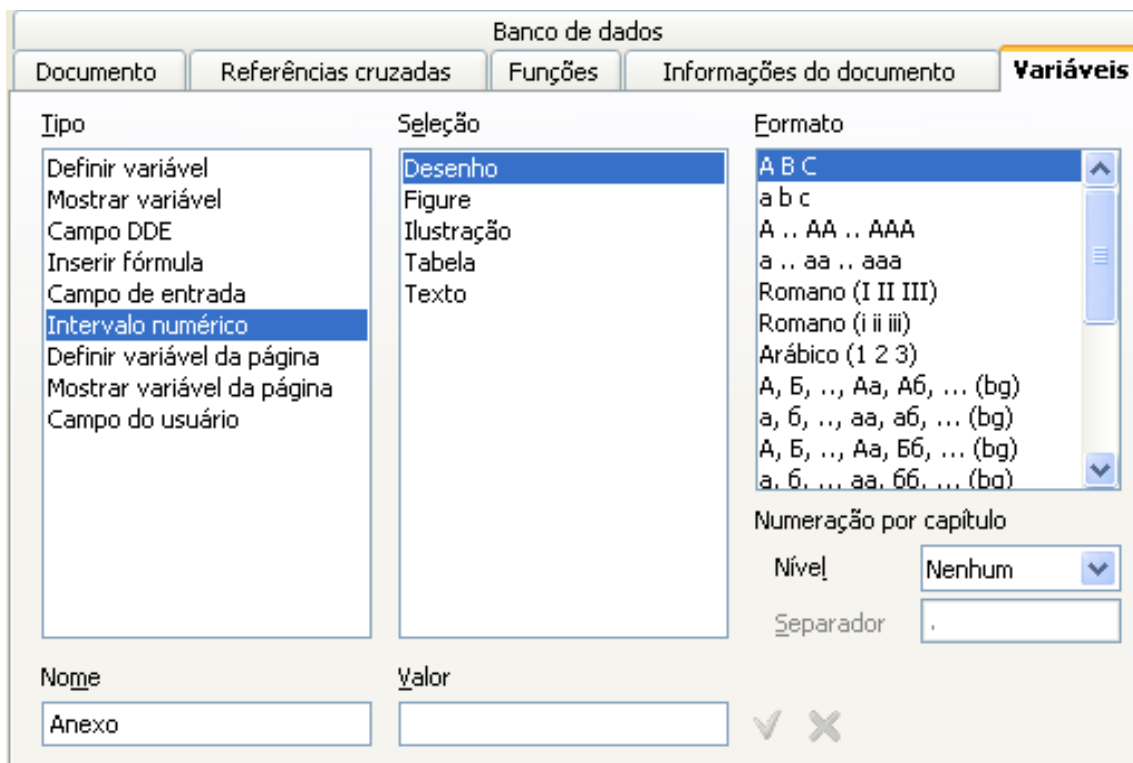 Banco de dados
Documento Referências cruzadas Funções Informações do documento Variáveis
Tipo
Definir variável
Mostrar variável
Campo DDE
Inserir fórmula
Campo de entrada
Intervalo numérico
Definir variável da página
Mostrar variável da página
Campo do usuário
Seleção
Desenho
Figure
Ilustração
Tabela
Texto
Formato
A B C
a b c
A .. AA .. AAA
a .. aa .. aaa
Romano (I II III)
Romano (i ii iii)
Arábico (1 2 3)
А, Б, .., Аа, Аб, ... (bg)
а, б, .., аа, аб, ... (bg)
А, Б, .., Аа, Бб, ... (bg)
а, б, .., аа, бб, ... (bg)
Numeração por capítulo
Nível Nenhum
Separador .
Nome
Anexo
Valor